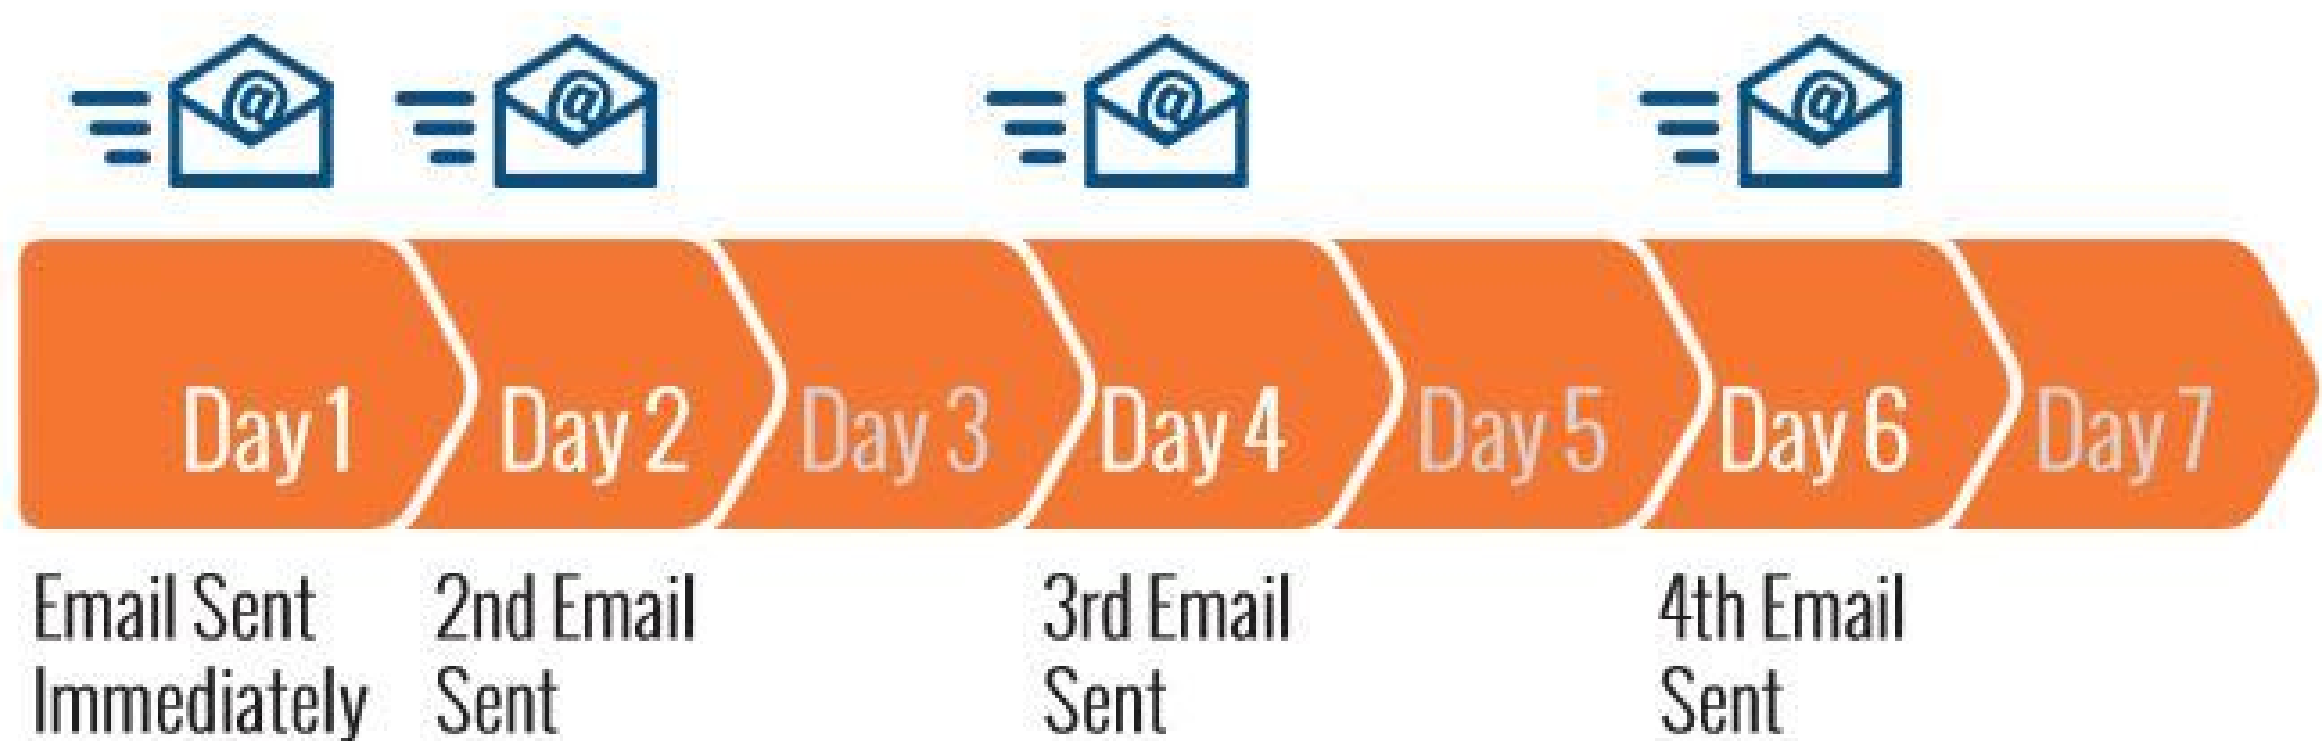 @ @ @ @
Day 1 Day 2 Day 3 Day 4 Day 5 Day 6 Day 7
Email Sent Immediately
2nd Email Sent
3rd Email Sent
4th Email Sent